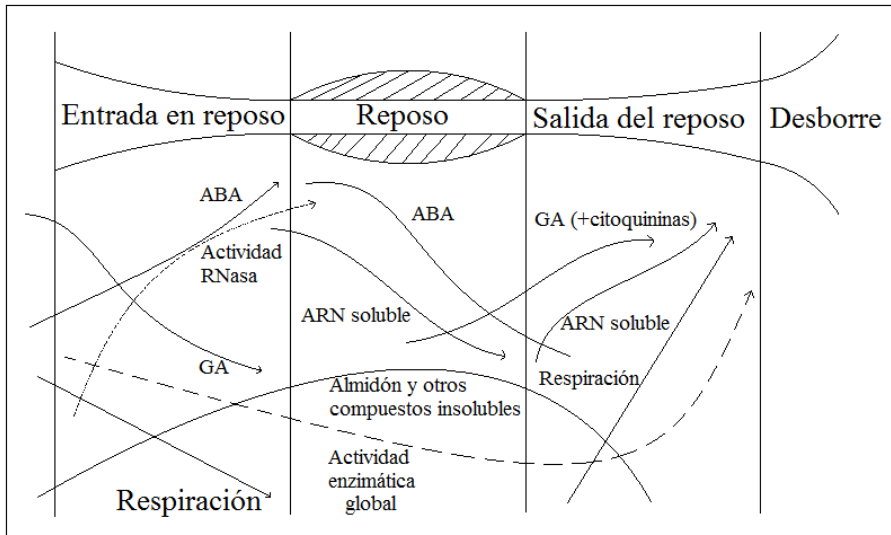 Entrada en reposo
Reposo
Salida del reposo
Desborre
ABA
ABA
GA (+citoquininas)
Actividad
RNasa
ARN soluble
ARN soluble
GA
Respiración
Almidón y otros
compuestos insolubles
Actividad
enzimática
global
Respiración